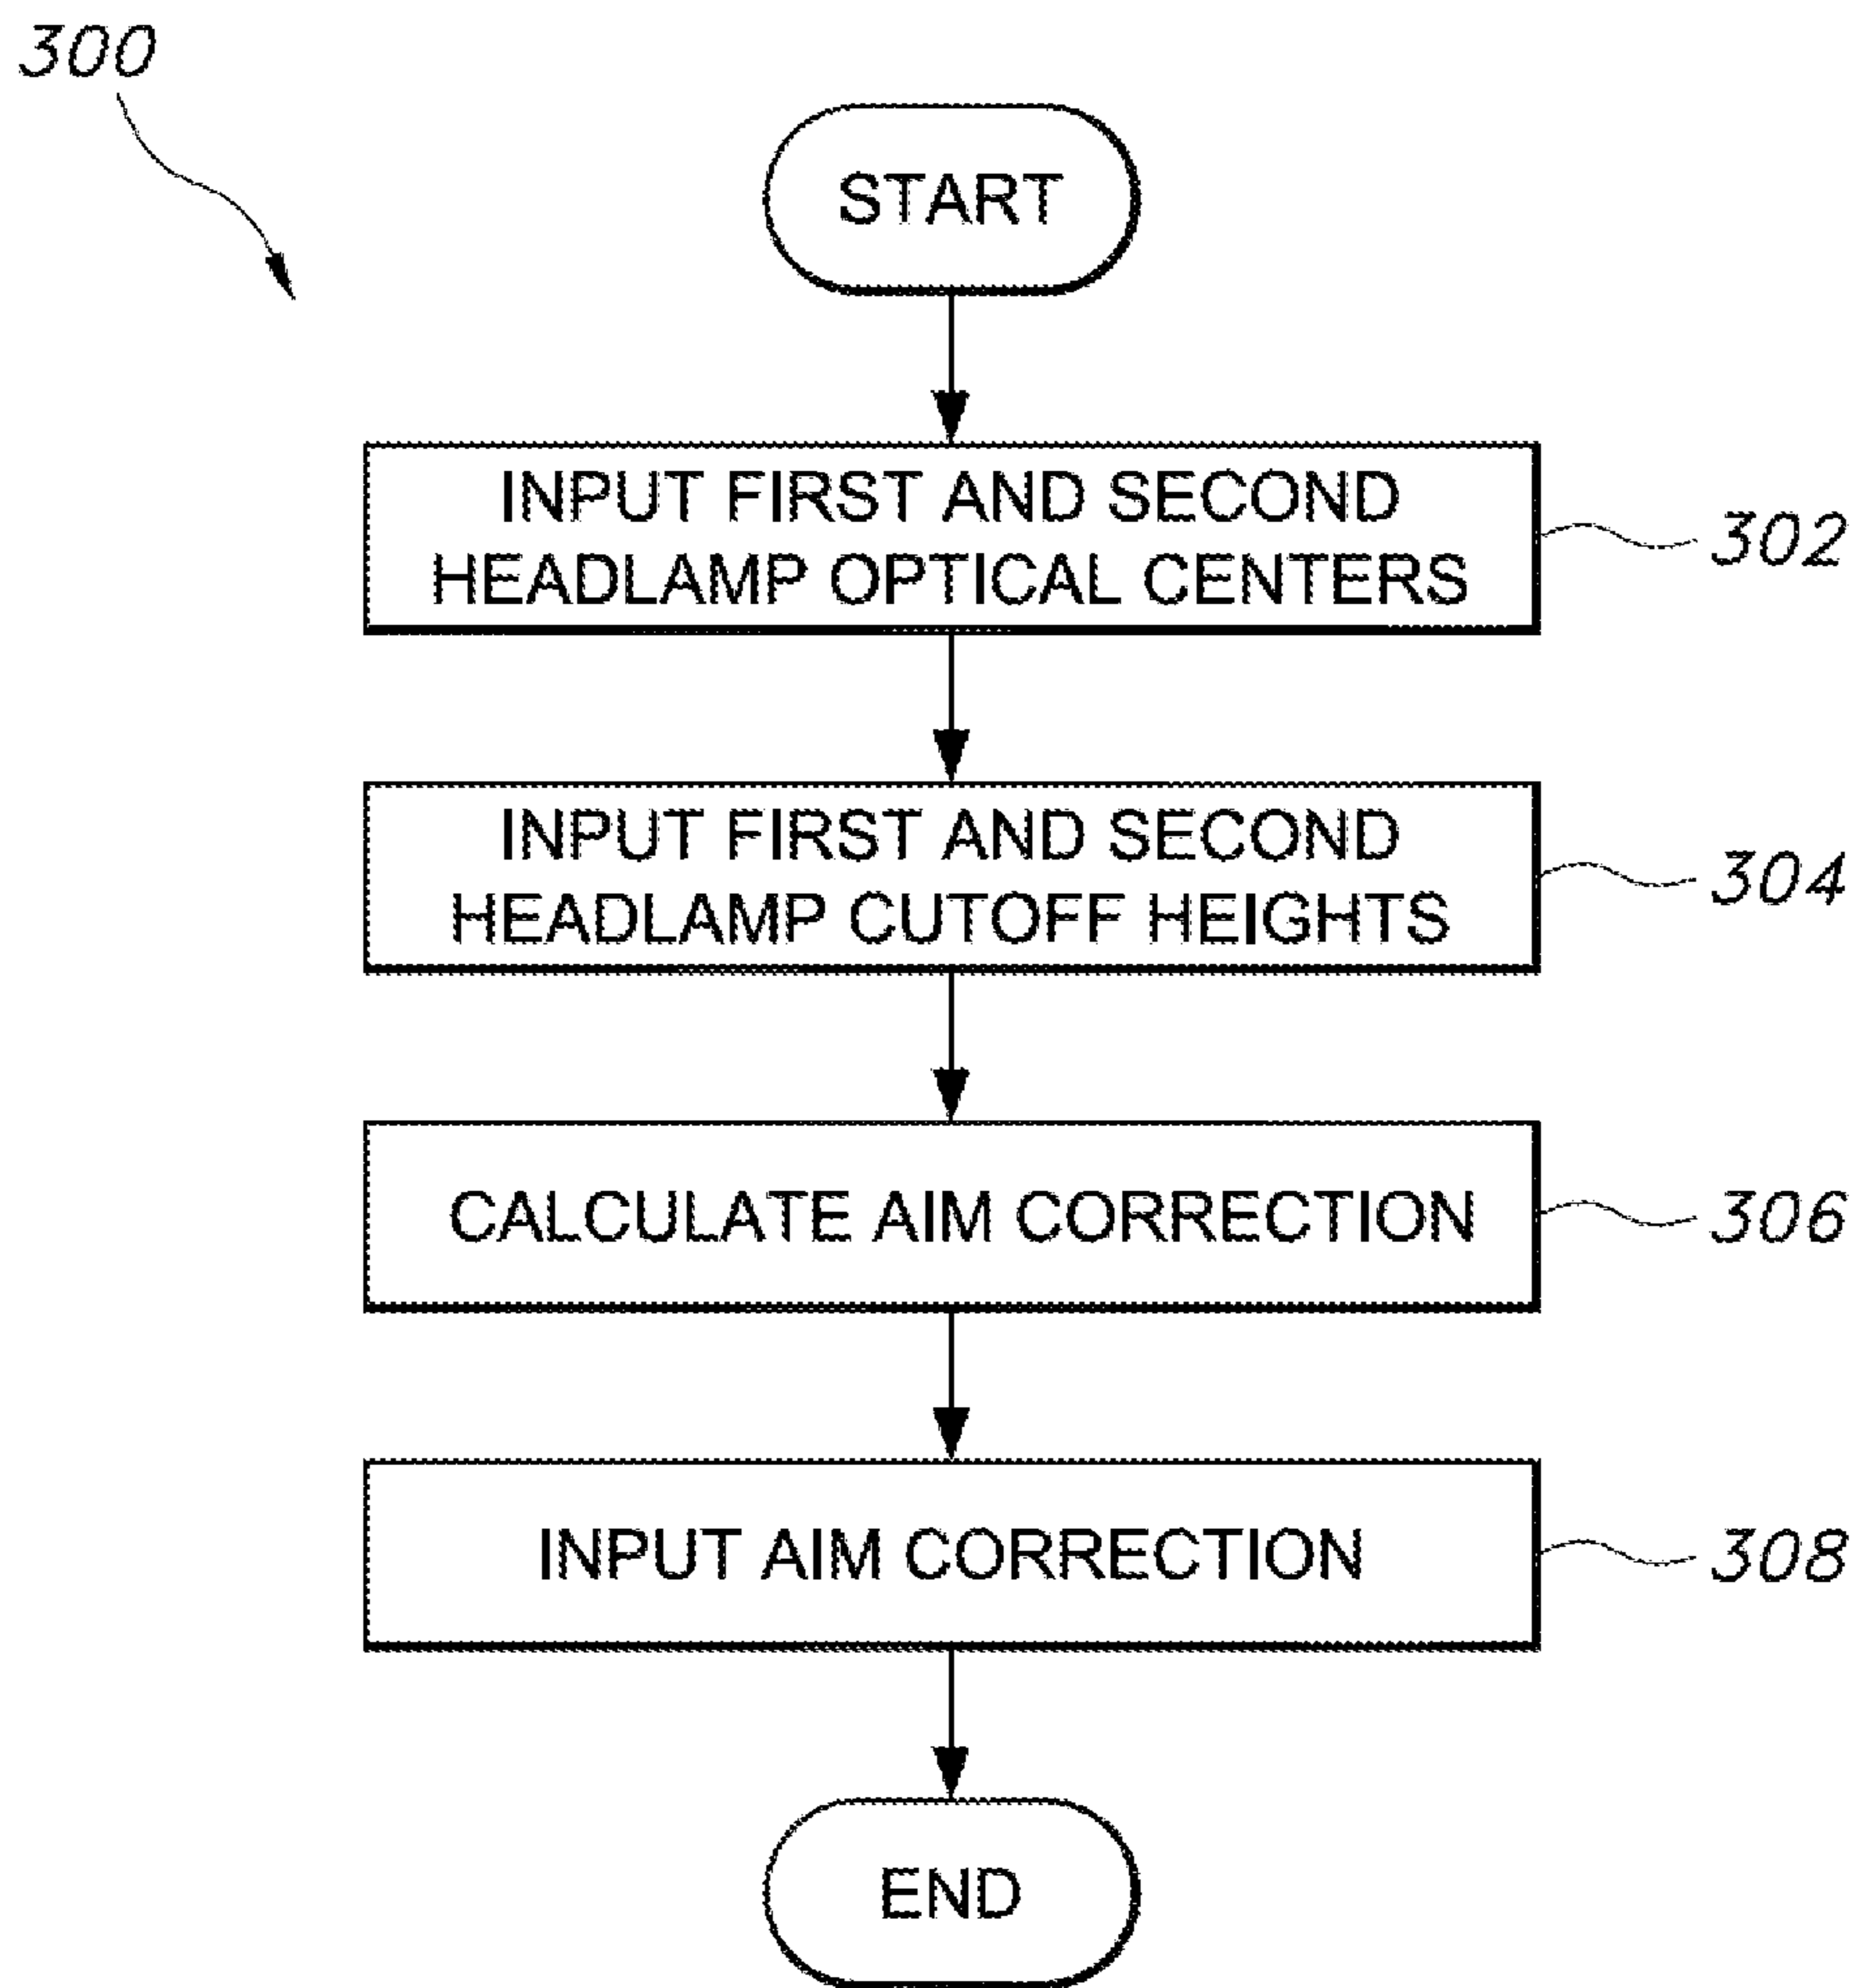 300
START
INPUT FIRST AND SECOND
HEADLAMP OPTICAL CENTERS
302
INPUT FIRST AND SECOND
HEADLAMP CUTOFF HEIGHTS
304
CALCULATE AIM CORRECTION
306
INPUT AIM CORRECTION
308
END